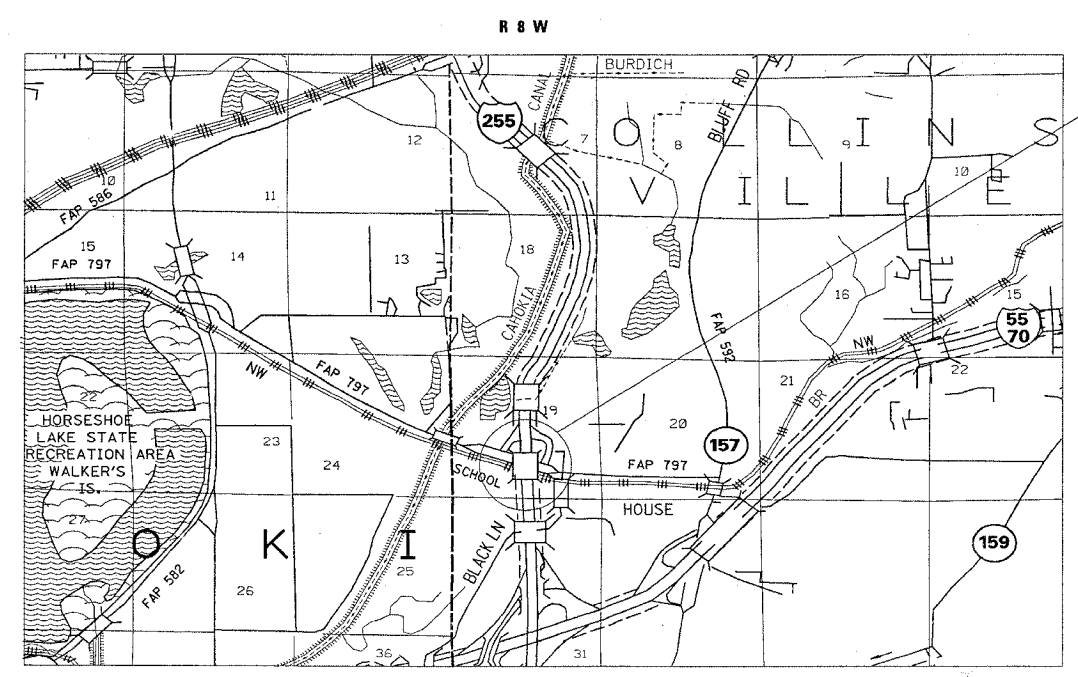 R 8 W
BURDICH
CANAL
BLUFF RD
255
C O L L I N S
V I L L E
12
7
8
9
10
10
11
FAP 586
15
FAP 797
14
13
18
CAHOKIA
16
15
55
70
FAP 592
NW
NW
FAP 797
22
21
BR
22
HORSESHOE
LAKE STATE
RECREATION AREA
WALKER'S
IS.
23
24
19
20
157
SCHOOL
FAP 797
HOUSE
27
O K I
BLACK LN
159
FAP 582
26
25
36
31